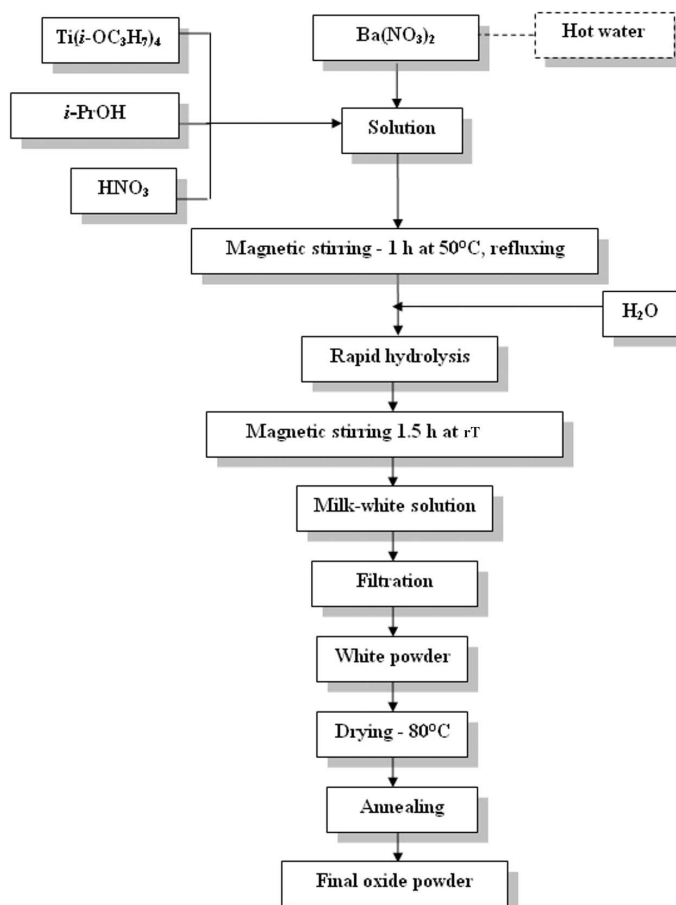 Ti(i-OC₃H₇)₄
Ba(NO₃)₂
Hot water
i-PrOH
Solution
HNO₃
Magnetic stirring - 1 h at 50°C, refluxing
H₂O
Rapid hydrolysis
Magnetic stirring 1.5 h at rT
Milk-white solution
Filtration
White powder
Drying - 80°C
Annealing
Final oxide powder